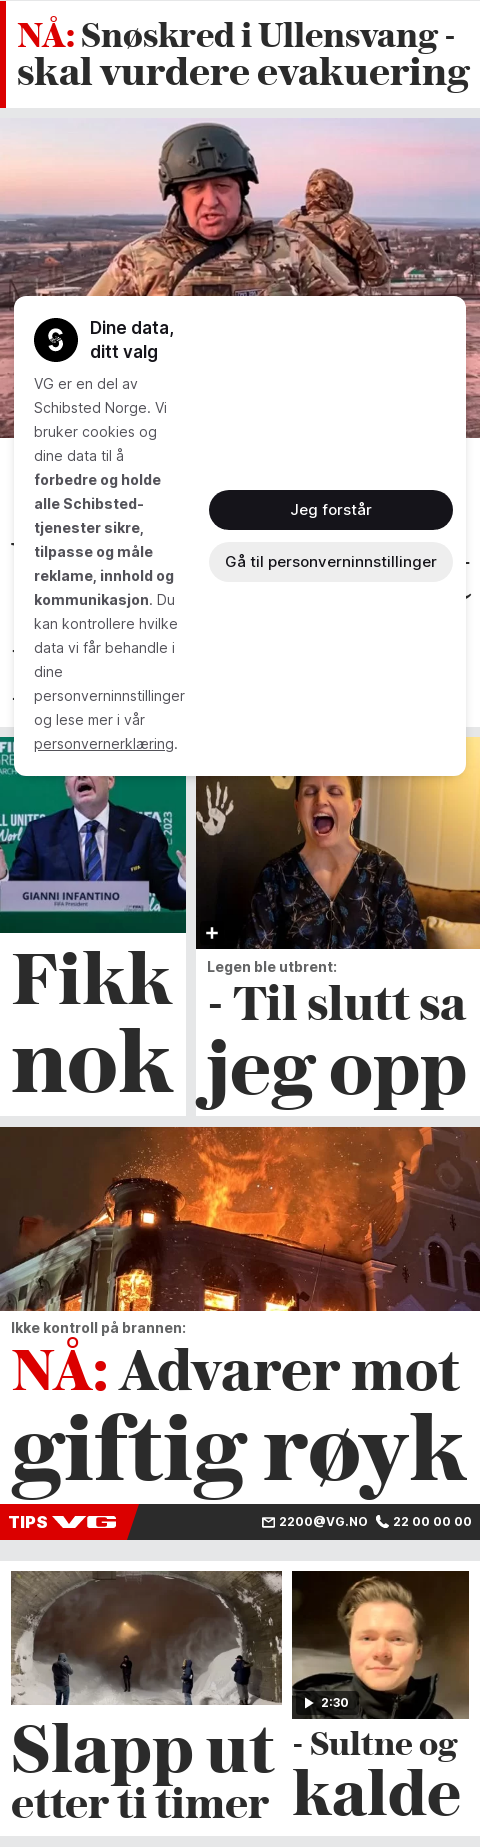 NÅ: Snøskred i Ullensvang -
skal vurdere evakuering
Dine data,
ditt valg
VG er en del av
Schibsted Norge. Vi
bruker cookies og
dine data til å
forbedre og holde
alle Schibsted-
tjenester sikre,
tilpasse og måle
reklame, innhold og
kommunikasjon. Du
kan kontrollere hvilke
data vi får behandle i
dine
personverninnstillinger
og lese mer i vår
personvernerklæring.
Jeg forstår
Gå til personverninnstillinger
GIANNI INFANTINO
FIFA President
Fikk
nok
Legen ble utbrent:
- Til slutt sa
jeg opp
Ikke kontroll på brannen:
NÅ: Advarer mot
giftig røyk
TIPS VG
2200@VG.NO 22 00 00 00
Slapp ut
etter ti timer
2:30
- Sultne og
kalde